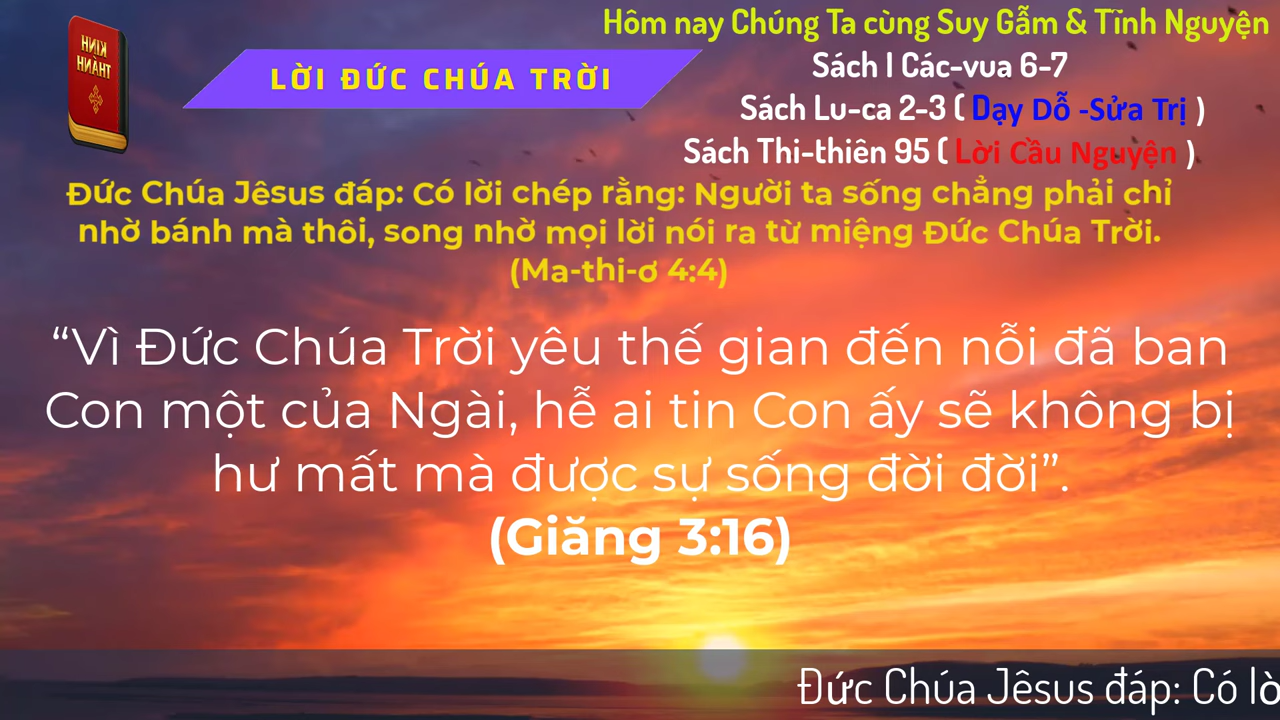 Hôm nay Chúng Ta cùng Suy Gẫm & Tĩnh Nguyện
KINH
THÁNH
LỜI ĐỨC CHÚA TRỜI
Sách I Các-vua 6-7
Sách Lu-ca 2-3 ( Dạy Dỗ -Sửa Trị )
Sách Thi-thiên 95 ( Lời Cầu Nguyện )
Đức Chúa Jêsus đáp: Có lời chép rằng: Người ta sống chẳng phải chỉ
nhờ bánh mà thôi, song nhờ mọi lời nói ra từ miệng Đức Chúa Trời.
(Ma-thi-ơ 4:4)
“Vì Đức Chúa Trời yêu thế gian đến nỗi đã ban
Con một của Ngài, hễ ai tin Con ấy sẽ không bị
hư mất mà được sự sống đời đời”.
(Giăng 3:16)
Đức Chúa Jêsus đáp: Có lờ